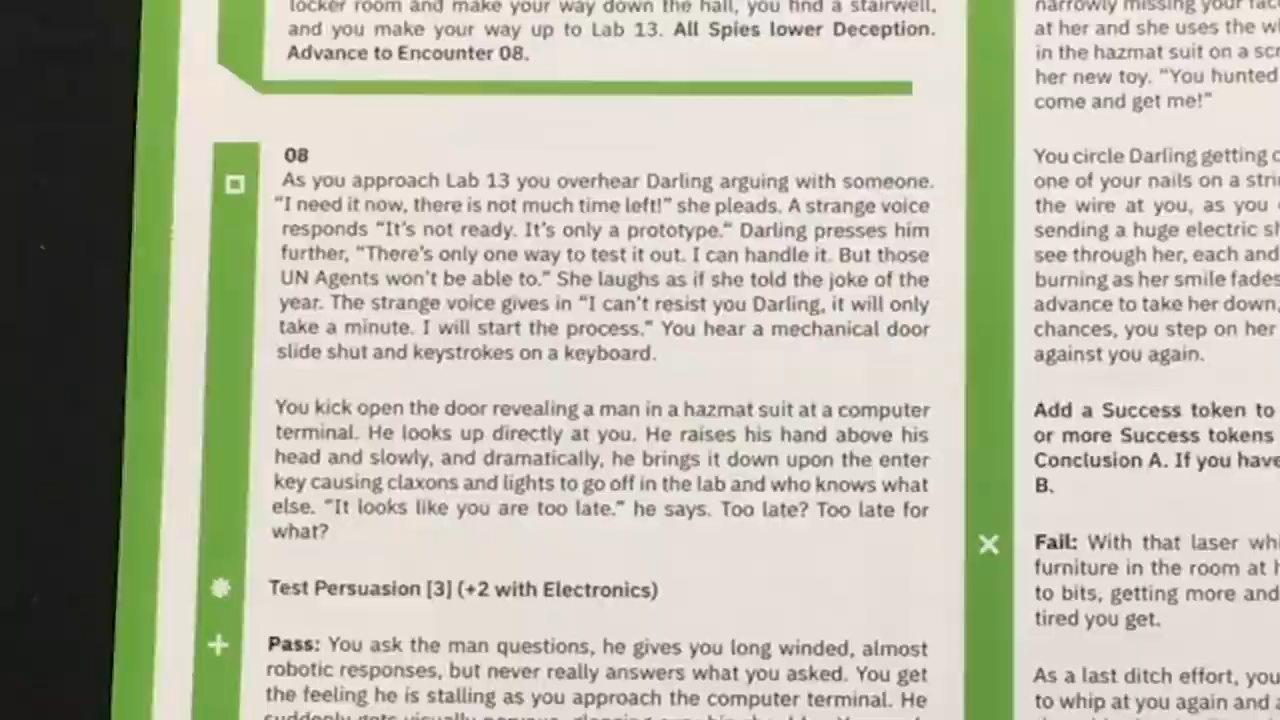 locker room and make your way down the hall, you find a stairwell,
and you make your way up to Lab 13. All Spies lower Deception.
Advance to Encounter 08.
08
As you approach Lab 13 you overhear Darling arguing with someone.
"I need it now, there is not much time left!" she pleads. A strange voice
responds "It's not ready. It's only a prototype." Darling presses him
further, "There's only one way to test it out. I can handle it. But those
UN Agents won't be able to." She laughs as if she told the joke of the
year. The strange voice gives in "I can't resist you Darling, it will only
take a minute. I will start the process." You hear a mechanical door
slide shut and keystrokes on a keyboard.
You kick open the door revealing a man in a hazmat suit at a computer
terminal. He looks up directly at you. He raises his hand above his
head and slowly, and dramatically, he brings it down upon the enter
key causing claxons and lights to go off in the lab and who knows what
else. "It looks like you are too late." he says. Too late? Too late for
what?
Test Persuasion [3] (+2 with Electronics)
Pass: You ask the man questions, he gives you long winded, almost
robotic responses, but never really answers what you asked. You get
the feeling he is stalling as you approach the computer terminal. He
narrowly missing your
at her and she uses the
in the hazmat suit on a
her new toy. "You hunted
come and get me!"
You circle Darling getting
one of your nails on a
the wire at you, as you
sending a huge electric
see through her, each and
burning as her smile fades
advance to take her down,
chances, you step on her
against you again.
Add a Success token to
or more Success tokens
Conclusion A. If you have
B.
Fail: With that laser
furniture in the room at
to bits, getting more and
tired you get.
As a last ditch effort, you
to whip at you again and